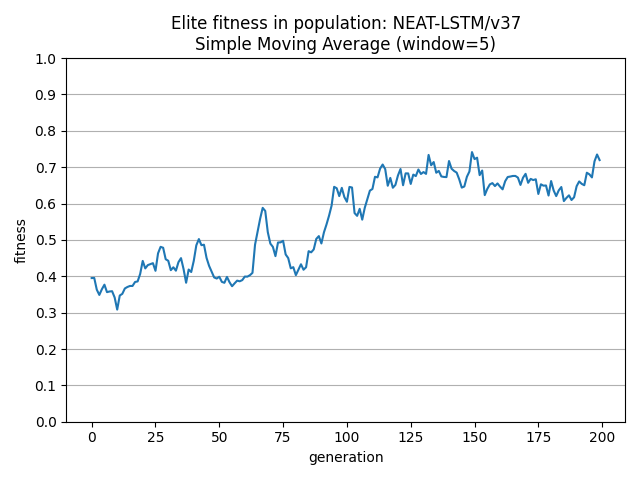 Elite fitness in population: NEAT-LSTM/v37
Simple Moving Average (window=5)
1.0
0.9
0.8
0.7
0.6
0.5
0.4
0.3
0.2
0.1
0.0
fitness
0 25 50 75 100 125 150 175 200
generation